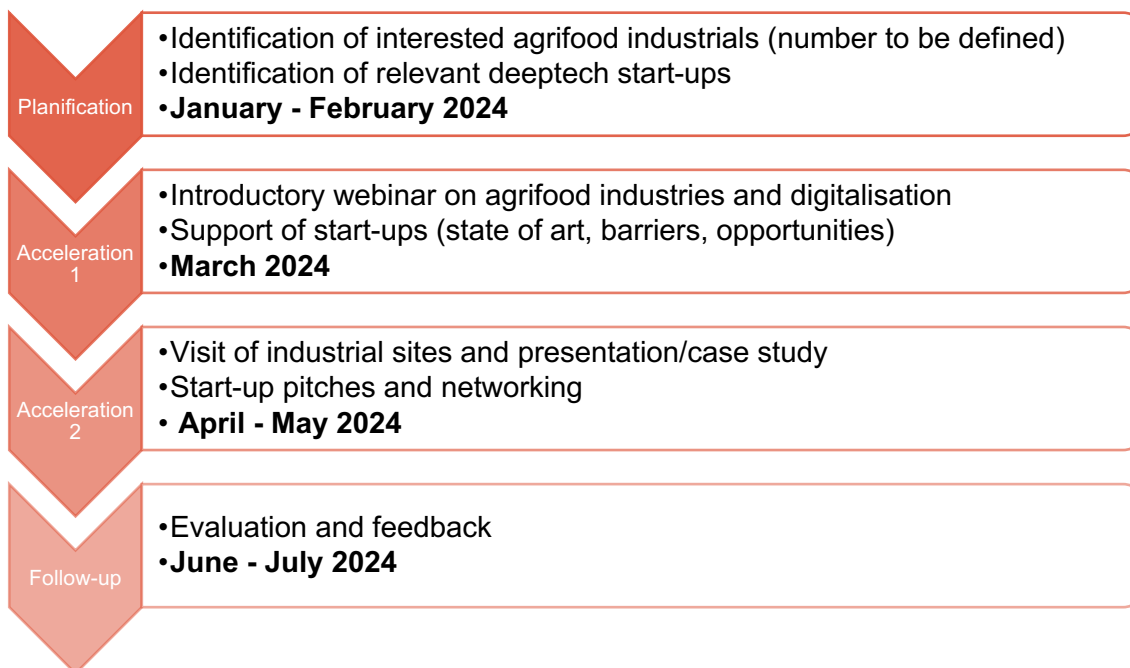 Planification
•Identification of interested agrifood industrials (number to be defined)
•Identification of relevant deeptech start-ups
•January - February 2024
Acceleration
1
•Introductory webinar on agrifood industries and digitalisation
•Support of start-ups (state of art, barriers, opportunities)
•March 2024
Acceleration
2
•Visit of industrial sites and presentation/case study
•Start-up pitches and networking
• April - May 2024
Follow-up
•Evaluation and feedback
•June - July 2024